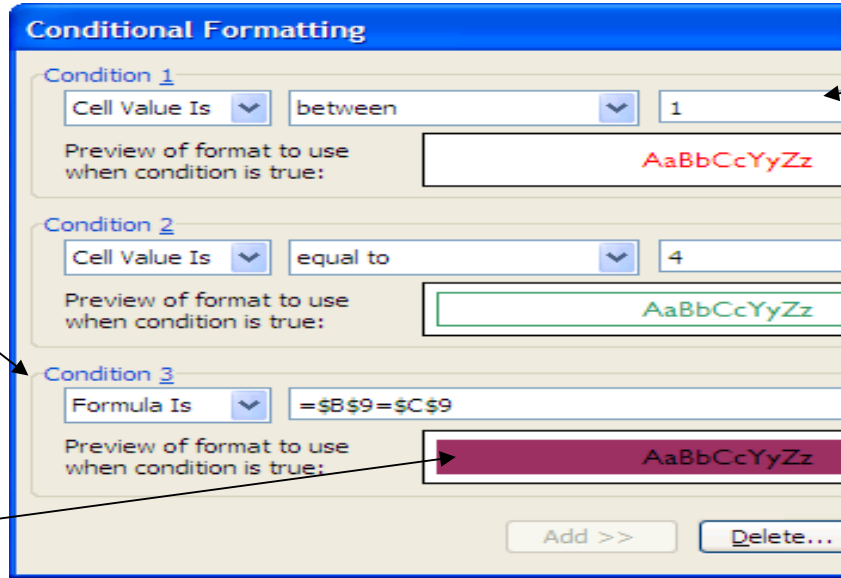 Conditional Formatting
Condition 1
Cell Value Is between 1
Preview of format to use
when condition is true:
AaBbCcYyZz
Condition 2
Cell Value Is equal to 4
Preview of format to use
when condition is true:
AaBbCcYyZz
Condition 3
Formula Is =$B$9=$C$9
Preview of format to use
when condition is true:
AaBbCcYyZz
Add >> Delete...